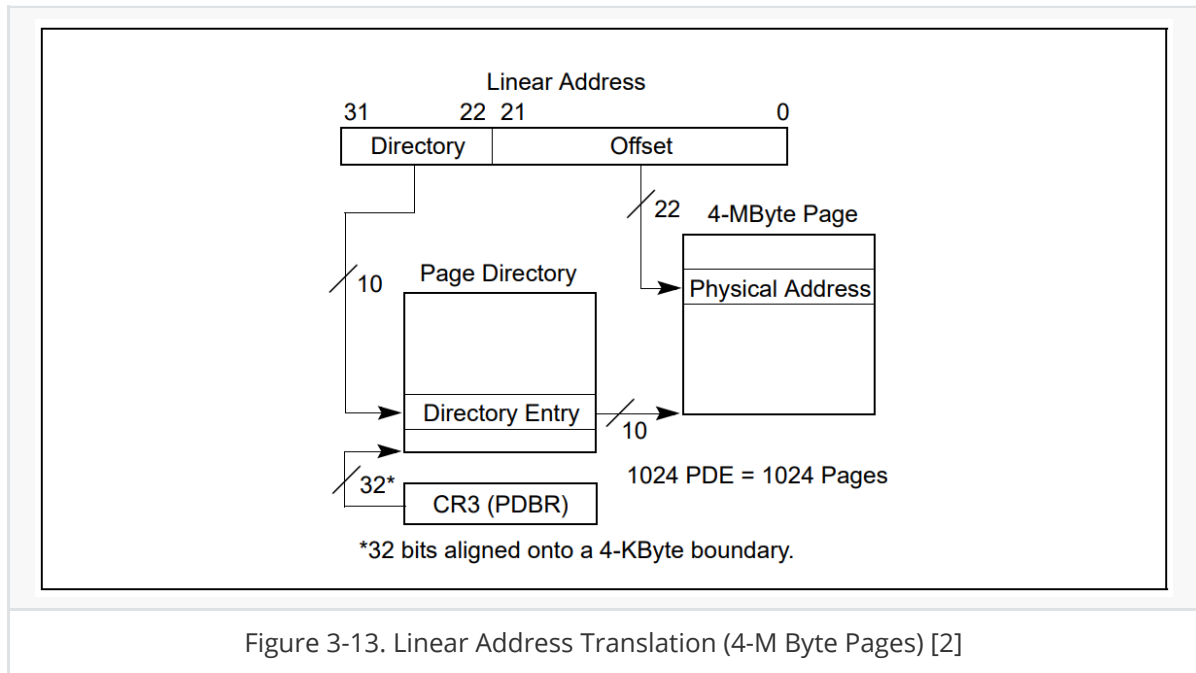 Linear Address
31 22 21 0
Directory Offset
22 4-MByte Page
10 Page Directory Physical Address
Directory Entry
10
32* 1024 PDE = 1024 Pages
CR3 (PDBR)
*32 bits aligned onto a 4-KByte boundary.
Figure 3-13. Linear Address Translation (4-M Byte Pages) [2]